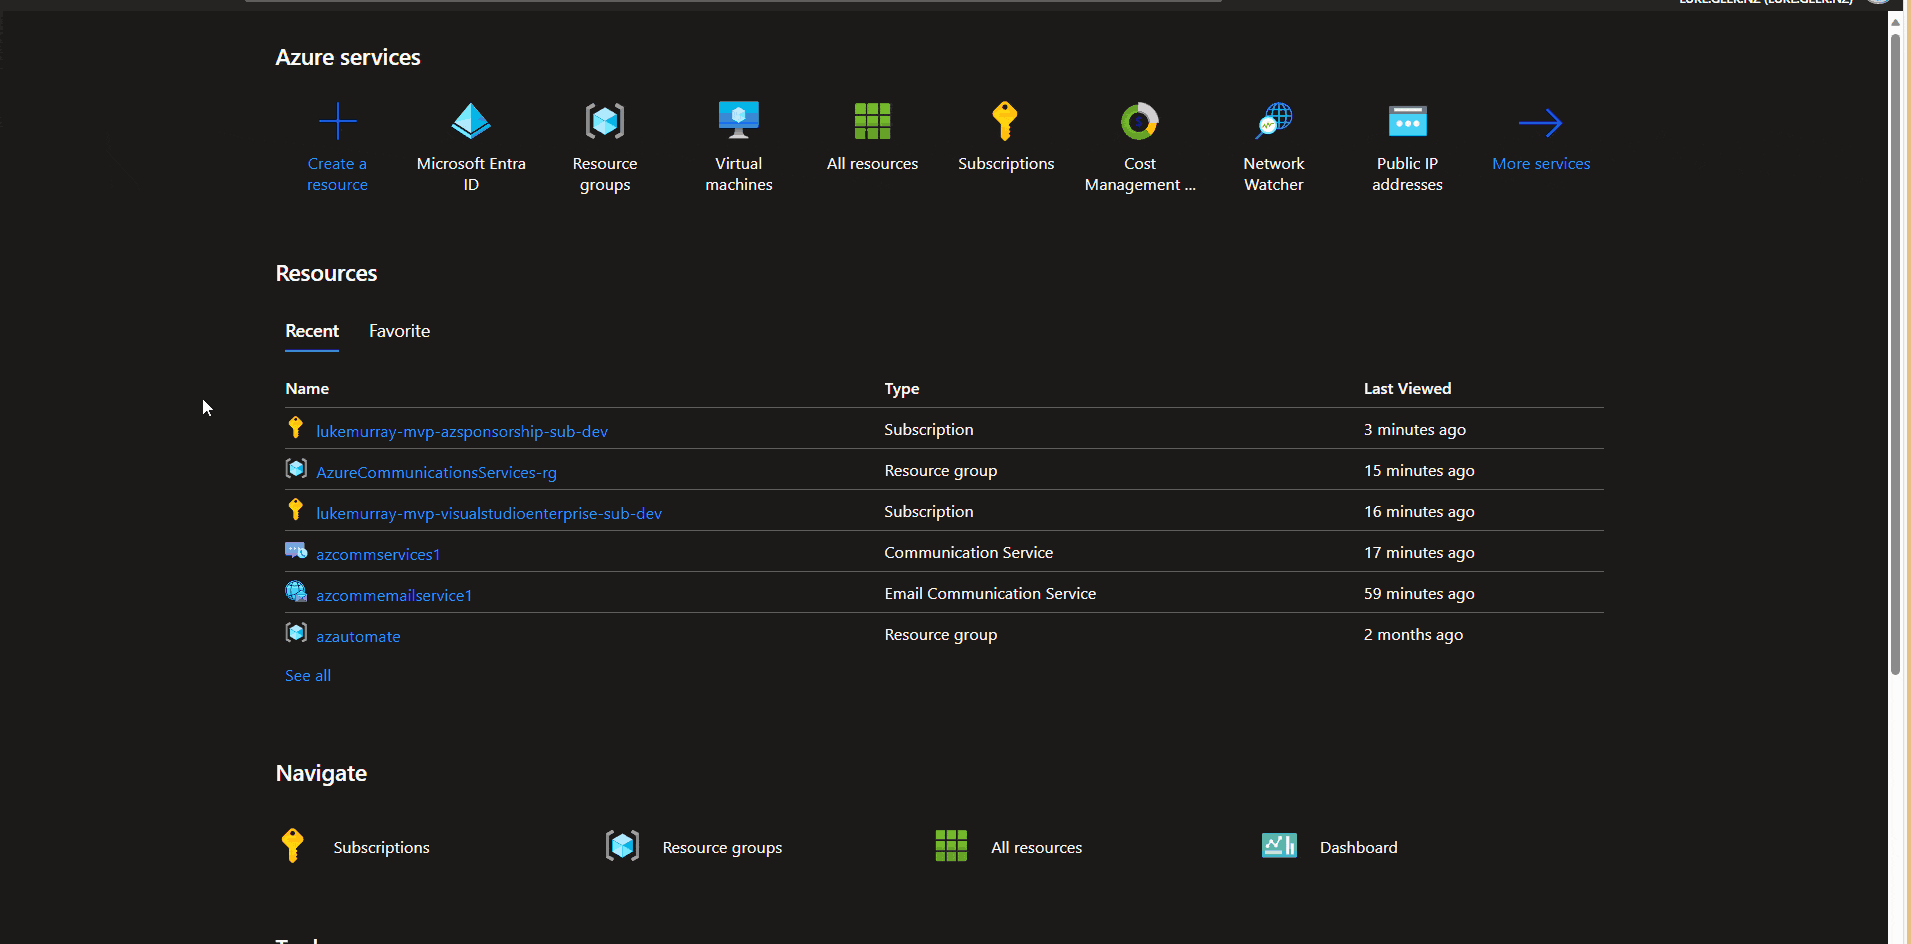 Azure services
Create a
resource
Microsoft Entra
ID
Resource
groups
Virtual
machines
All resources
Subscriptions
Cost
Management ...
Network
Watcher
Public IP
addresses
More services
Resources
Recent Favorite
Name Type Last Viewed
lukemurray-mvp-azsponsorship-sub-dev Subscription 3 minutes ago
AzureCommunicationsServices-rg Resource group 15 minutes ago
lukemurray-mvp-visualstudioenterprise-sub-dev Subscription 16 minutes ago
azcommservices1 Communication Service 17 minutes ago
azcommemailservice1 Email Communication Service 59 minutes ago
azautomate Resource group 2 months ago
See all
Navigate
Subscriptions Resource groups All resources Dashboard